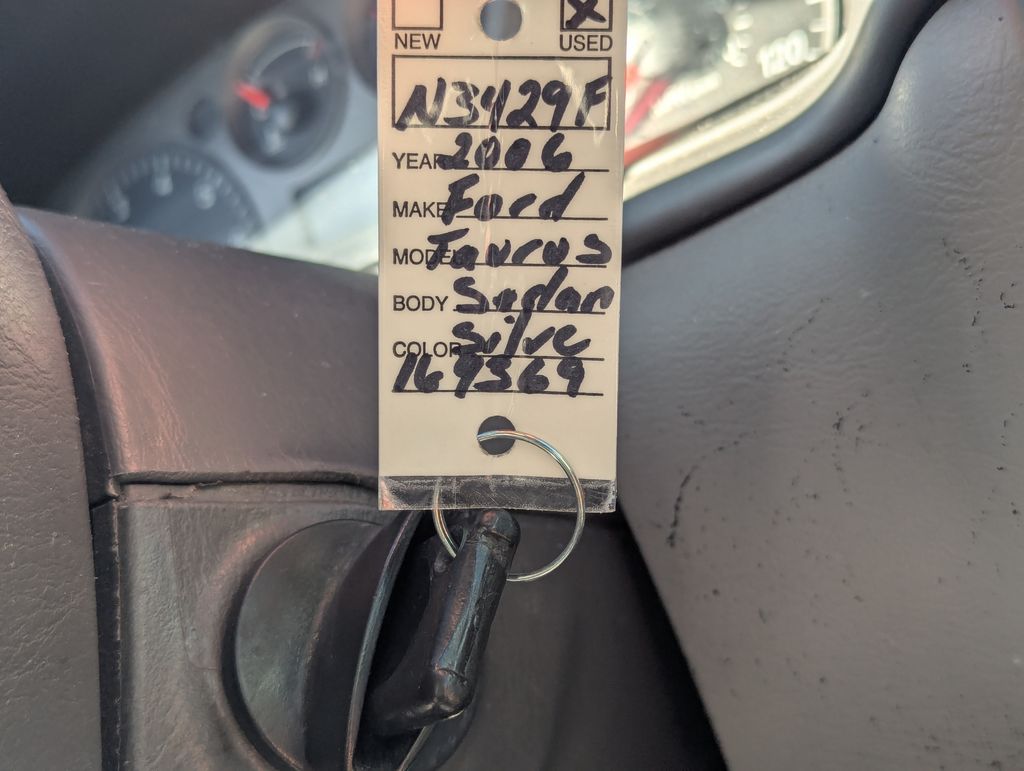 NEW USED
N3429F
YEAR 2006
MAKE Ford
MODEL Taurus
BODY Sedan
COLOR Silve
169369
120